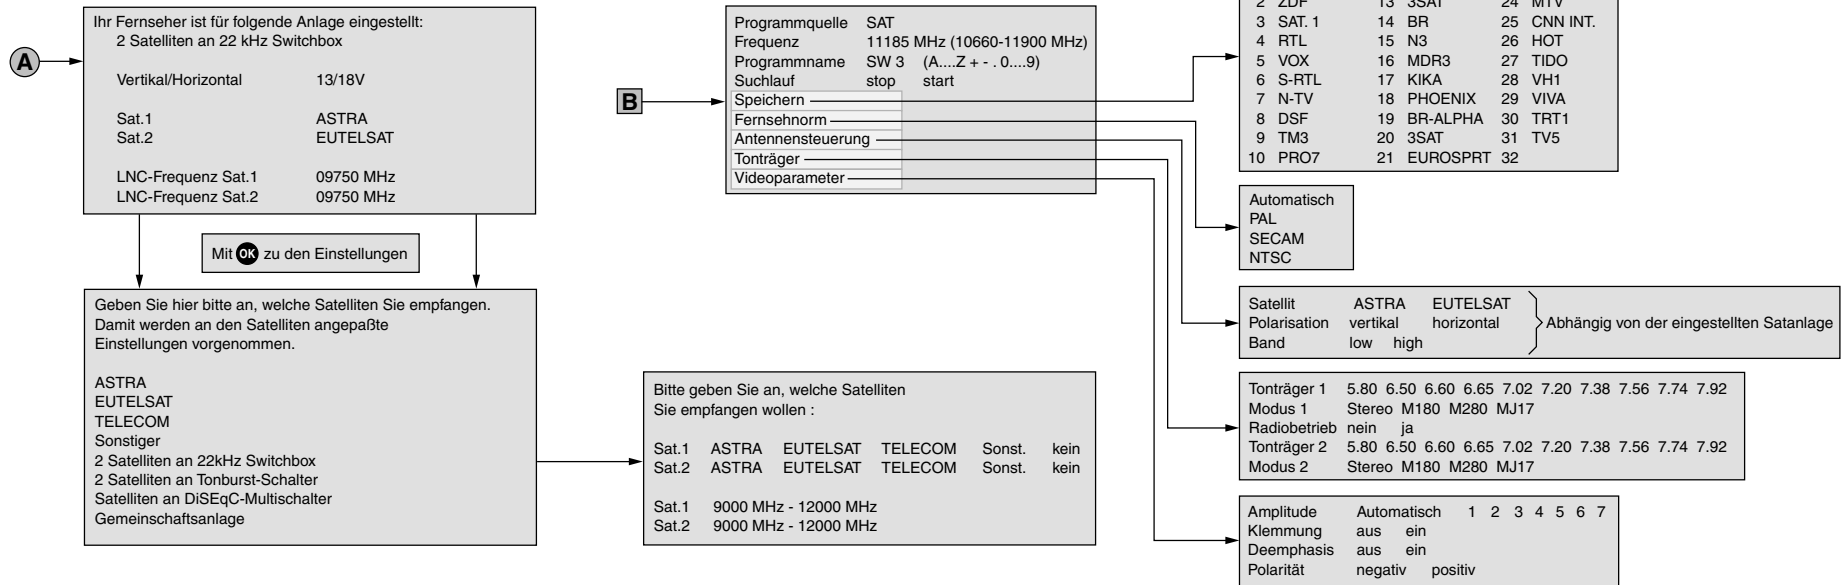 A
Ihr Fernseher ist für folgende Anlage eingestellt:
2 Satelliten an 22 kHz Switchbox
Vertikal/Horizontal 13/18V
Sat.1 ASTRA
Sat.2 EUTELSAT
LNC-Frequenz Sat.1 09750 MHz
LNC-Frequenz Sat.2 09750 MHz
Mit OK zu den Einstellungen
Geben Sie hier bitte an, welche Satelliten Sie empfangen.
Damit werden an den Satelliten angepaßte
Einstellungen vorgenommen.
ASTRA
EUTELSAT
TELECOM
Sonstiger
2 Satelliten an 22kHz Switchbox
2 Satelliten an Tonburst-Schalter
Satelliten an DiSEqC-Multischalter
Gemeinschaftsanlage
Bitte geben Sie an, welche Satelliten
Sie empfangen wollen :
Sat.1 ASTRA EUTELSAT TELECOM Sonst. kein
Sat.2 ASTRA EUTELSAT TELECOM Sonst. kein
Sat.1 9000 MHz - 12000 MHz
Sat.2 9000 MHz - 12000 MHz
B
Programmquelle SAT
Frequenz 11185 MHz (10660-11900 MHz)
Programmname SW 3 (A....Z + - . 0....9)
Suchlauf stop start
Speichern
Fernsehnorm
Antennensteuerung
Tonträger
Videoparameter
2 ZDF 13 3SAT 24 MTV
3 SAT. 1 14 BR 25 CNN INT.
4 RTL 15 N3 26 HOT
5 VOX 16 MDR3 27 TIDO
6 S-RTL 17 KIKA 28 VH1
7 N-TV 18 PHOENIX 29 VIVA
8 DSF 19 BR-ALPHA 30 TRT1
9 TM3 20 3SAT 31 TV5
10 PRO7 21 EUROSPRT 32
Automatisch
PAL
SECAM
NTSC
Satellit ASTRA EUTELSAT
Polarisation vertikal horizontal Abhängig von der eingestellten Satanlage
Band low high
Tonträger 1 5.80 6.50 6.60 6.65 7.02 7.20 7.38 7.56 7.74 7.92
Modus 1 Stereo M180 M280 MJ17
Radiobetrieb nein ja
Tonträger 2 5.80 6.50 6.60 6.65 7.02 7.20 7.38 7.56 7.74 7.92
Modus 2 Stereo M180 M280 MJ17
Amplitude Automatisch 1 2 3 4 5 6 7
Klemmung aus ein
Deemphasis aus ein
Polarität negativ positiv